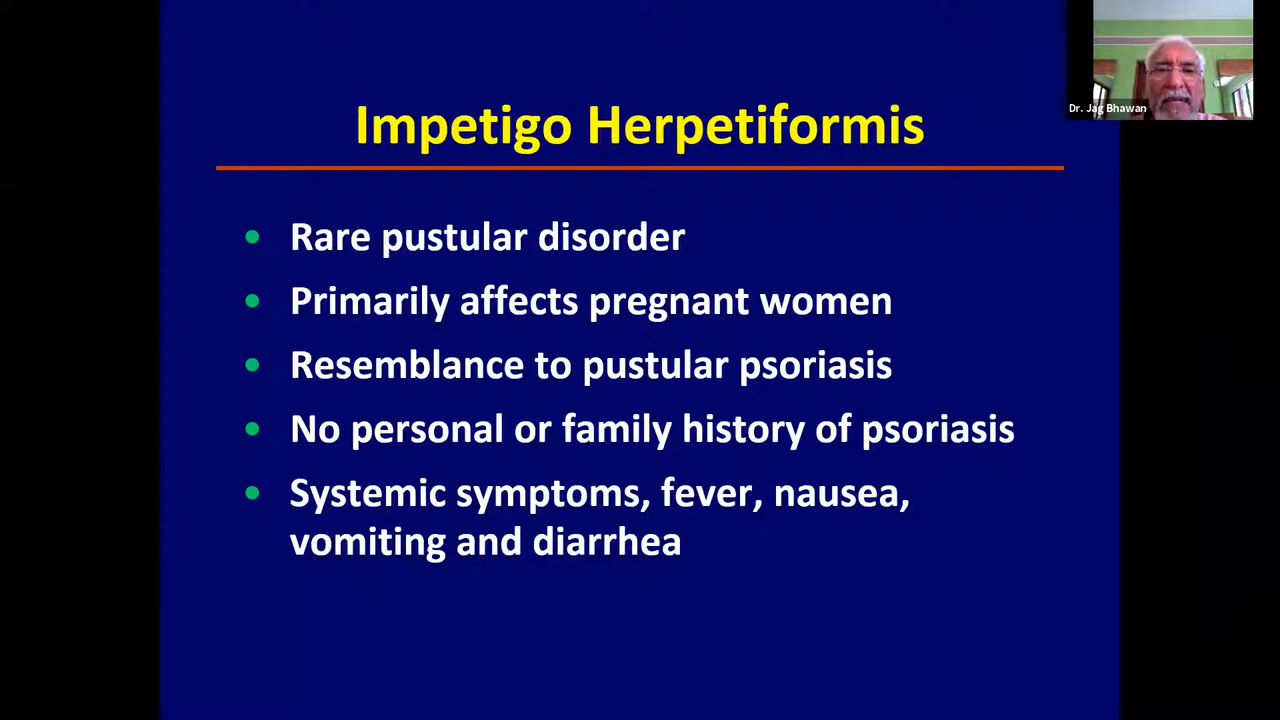 Impetigo Herpetiformis
Dr. Jag Bhawan
• Rare pustular disorder
• Primarily affects pregnant women
• Resemblance to pustular psoriasis
• No personal or family history of psoriasis
• Systemic symptoms, fever, nausea,
vomiting and diarrhea